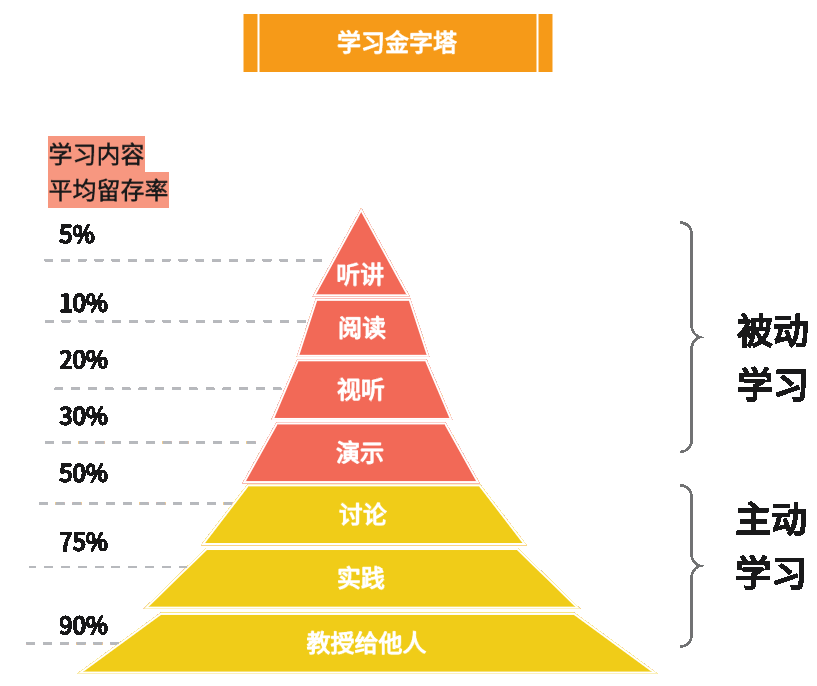 学习金字塔
学习内容
平均留存率
5%
听讲
10%
阅读
20%
视听
30%
演示
50%
讨论
75%
实践
90%
教授给他人
被动
学习
主动
学习